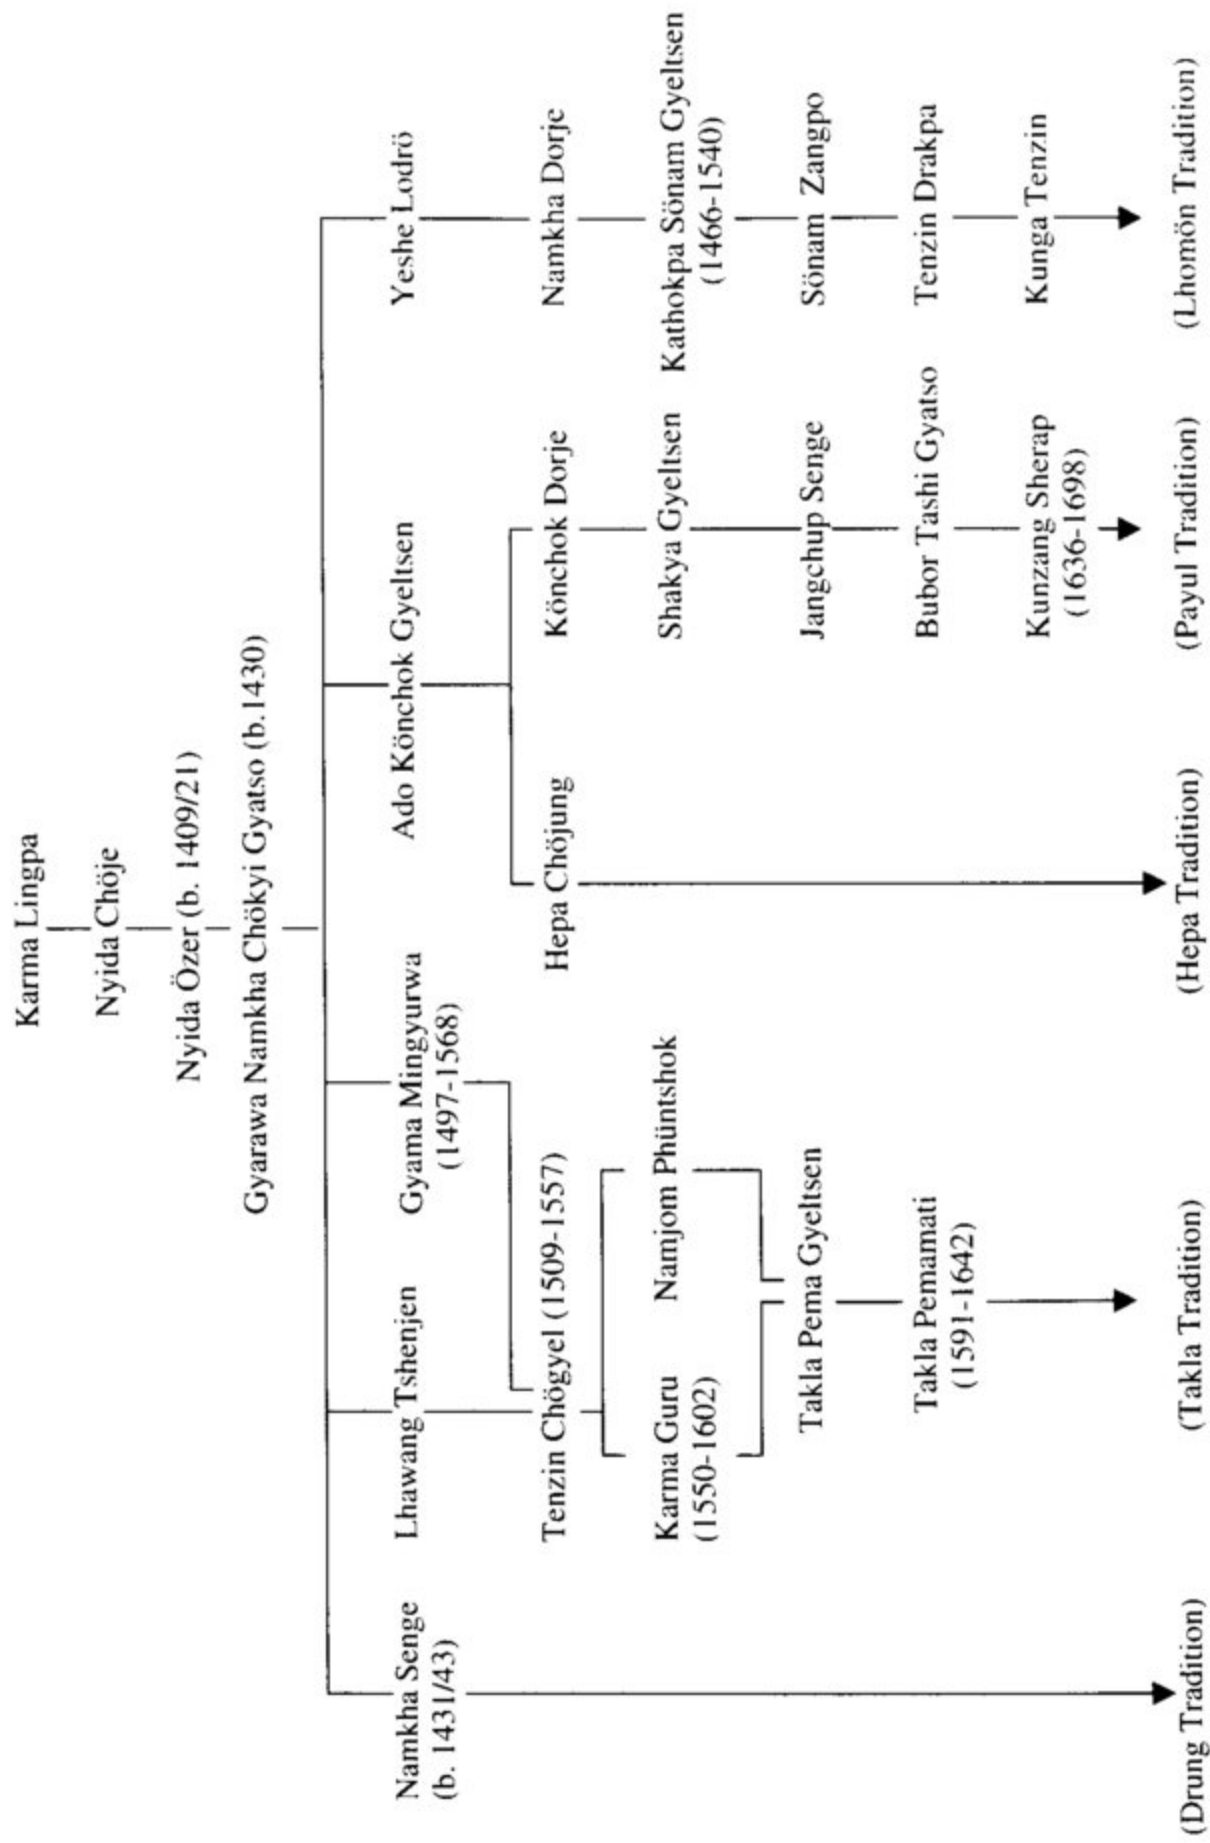 Karma Lingpa
Nyida Chöje
Nyida Özer (b. 1409/21)
Gyarawa Namkha Chökyi Gyatso (b.1430)
Namkha Senge
(b. 1431/43)
Lhawang Tshenjen
Gyama Mingyurwa
(1497-1568)
Ado Könchok Gyeltsen
Yeshe Lodrö
Tenzin Chögyel (1509-1557)
Hepa Chöjung
Könchok Dorje
Namkha Dorje
Karma Guru
(1550-1602)
Namjom Phüntshok
Shakya Gyeltsen
Kathokpa Sönam Gyeltsen
(1466-1540)
Takla Pema Gyeltsen
Jangchup Senge
Sönam Zangpo
Takla Pemamati
(1591-1642)
Bubor Tashi Gyatso
Tenzin Drakpa
Kunzang Sherap
(1636-1698)
Kunga Tenzin
(Drung Tradition)
(Takla Tradition)
(Hepa Tradition)
(Payul Tradition)
(Lhomön Tradition)